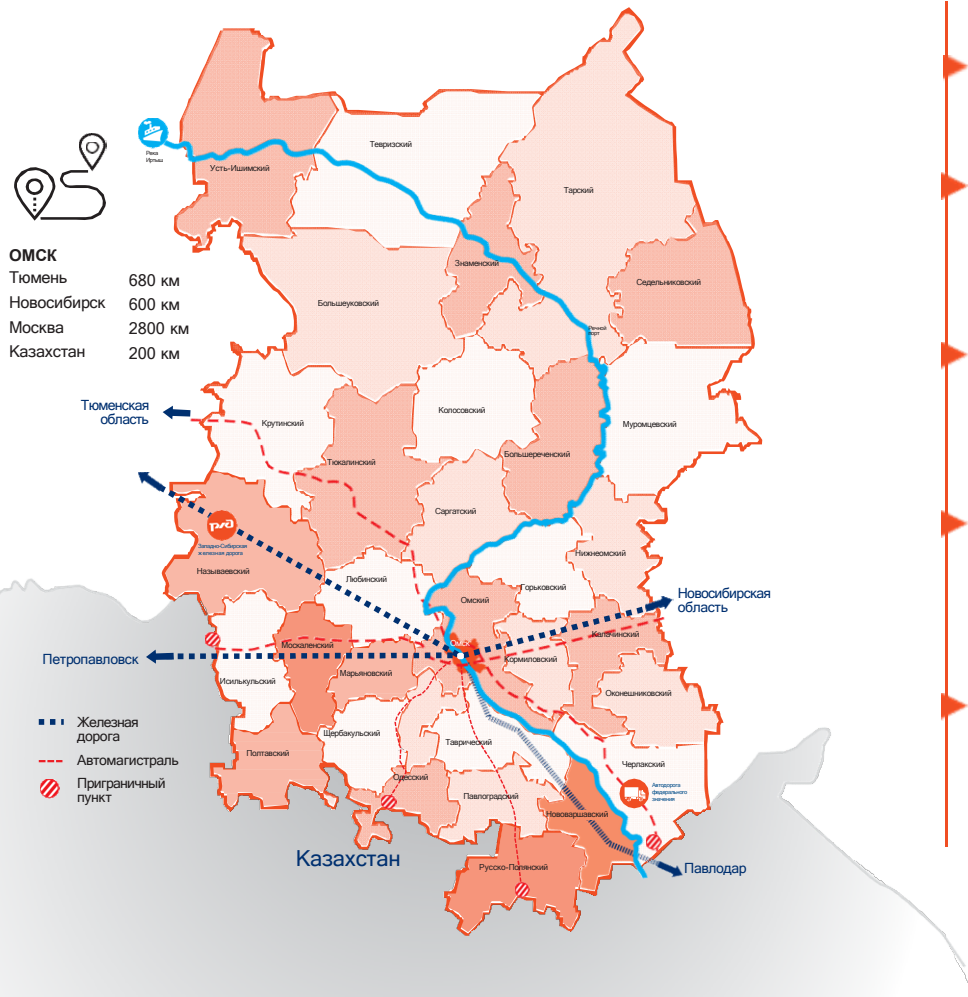 Река
Иртыш
Тевризский
Усть-Ишимский
Тарский
ОМСК
Тюмень 680 км
Новосибирск 600 км
Москва 2800 км
Казахстан 200 км
Знаменский
Седельниковский
Большеуковский
Речной
порт
Тюменская
область
Крутинский
Колосовский
Муромцевский
Тюкалинский
Большереченский
Саргатский
РЖД
Западно-Сибирская
железная дорога
Называевский
Нижнеомский
Любинский
Горьковский
Омский
Новосибирская
область
Калачинский
Петропавловск
Москаленский
Марьяновский
Кормиловский
Исилькульский
Оконешниковский
Железная
дорога
Автомагистраль
Приграничный
пункт
Щербакульский
Таврический
Полтавский
Черлакский
Одесский
Павлоградский
Автодорога
федерального
значения
Нововаршавский
Казахстан
Русско-Полянский
Павлодар